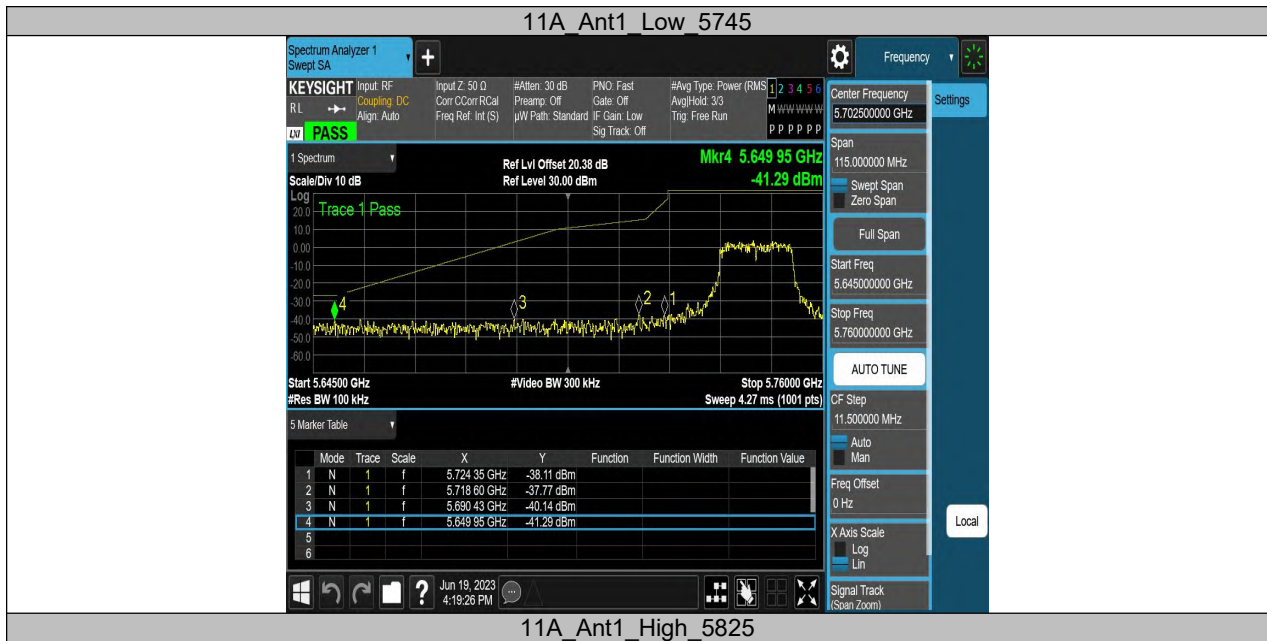 11A_Ant1_Low_5745
Spectrum Analyzer 1
Swept SA
+
Frequency
KEYSIGHT
RL
LXI
PASS
Input: RF
Coupling: DC
Align: Auto
Input Z: 50 Ω
Corr CCorr RCal
Freq Ref: Int (S)
#Atten: 30 dB
Preamp: Off
µW Path: Standard
PNO: Fast
Gate: Off
IF Gain: Low
Sig Track: Off
#Avg Type: Power (RMS
Avg|Hold: 3/3
Trig: Free Run
1 2 3 4 5 6
M W W W W W
P P P P P P
1 Spectrum
Scale/Div 10 dB
Ref Lvl Offset 20.38 dB
Ref Level 30.00 dBm
Mkr4 5.649 95 GHz
-41.29 dBm
Log
Trace 1 Pass
20.0
10.0
0.00
-10.0
-20.0
-30.0
-40.0
-50.0
-60.0
4
3
2
1
Start 5.64500 GHz
#Video BW 300 kHz
Stop 5.76000 GHz
#Res BW 100 kHz
Sweep 4.27 ms (1001 pts)
5 Marker Table
Mode Trace Scale X Y Function Function Width Function Value
1 N 1 f 5.724 35 GHz -38.11 dBm
2 N 1 f 5.718 60 GHz -37.77 dBm
3 N 1 f 5.690 43 GHz -40.14 dBm
4 N 1 f 5.649 95 GHz -41.29 dBm
5
6
?
Jun 19, 2023
4:19:26 PM
Center Frequency
5.702500000 GHz
Settings
Span
115.000000 MHz
Swept Span
Zero Span
Full Span
Start Freq
5.645000000 GHz
Stop Freq
5.760000000 GHz
AUTO TUNE
CF Step
11.500000 MHz
Auto
Man
Freq Offset
0 Hz
Local
X Axis Scale
Log
Lin
Signal Track
(Span Zoom)
11A_Ant1_High_5825